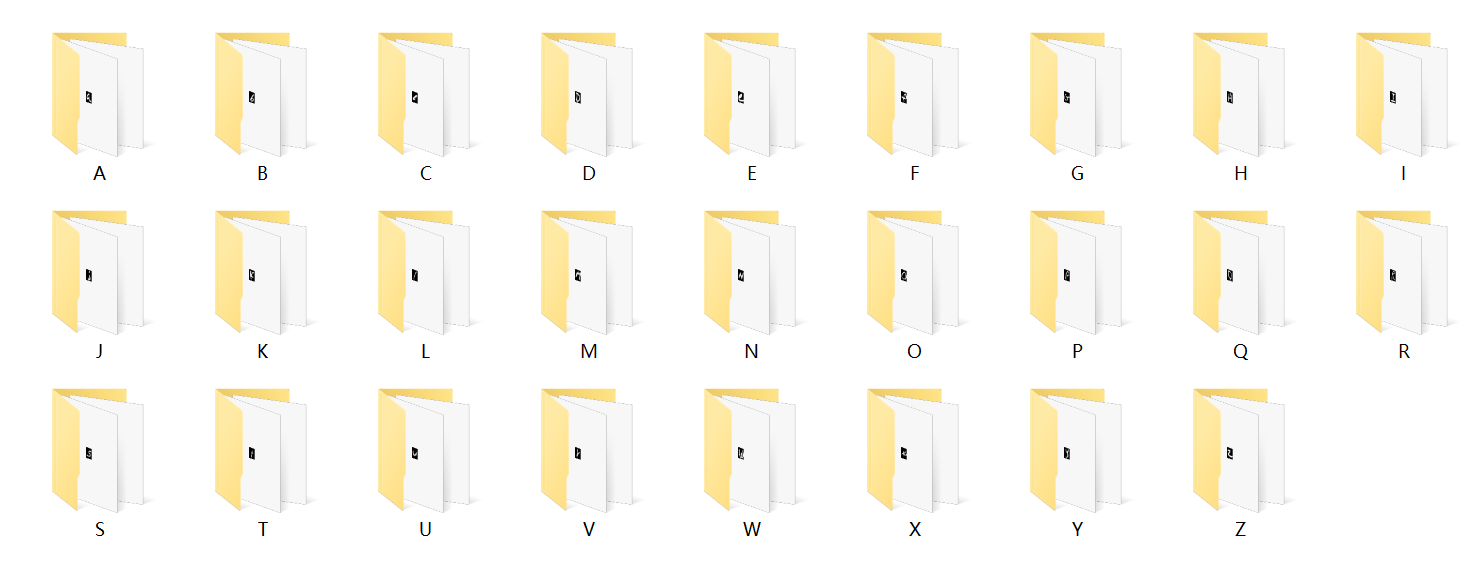 A B C D E F G H I
J K L M N O P Q R
S T U V W X Y Z